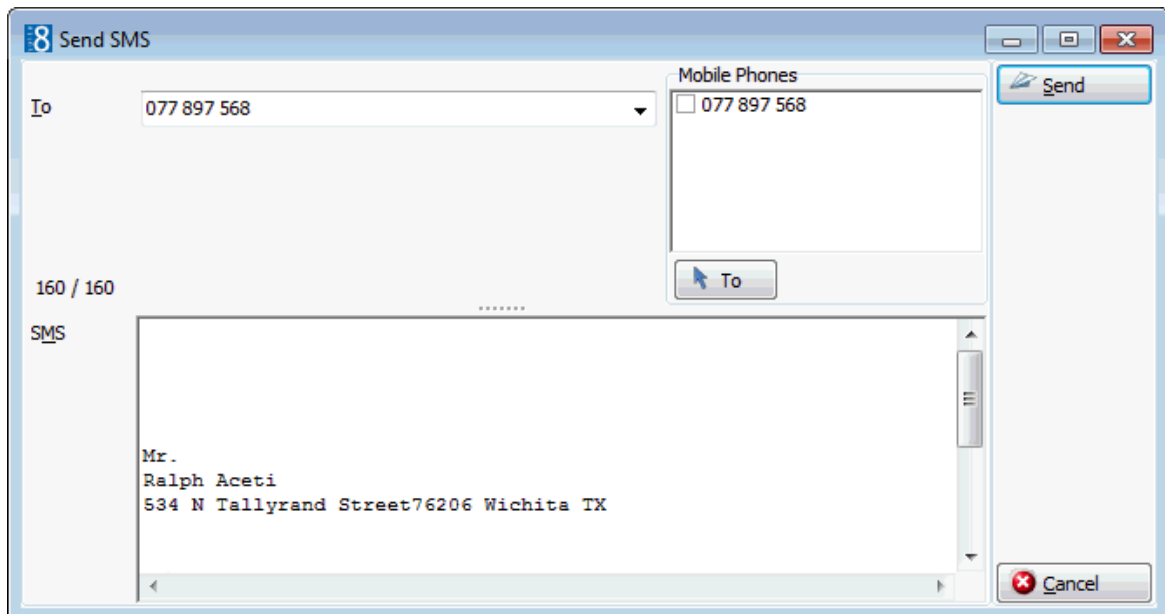 8 Send SMS
Mobile Phones
Send
To 077 897 568
077 897 568
To
160 / 160
SMS
Mr.
Ralph Aceti
534 N Tallyrand Street76206 Wichita TX
Cancel